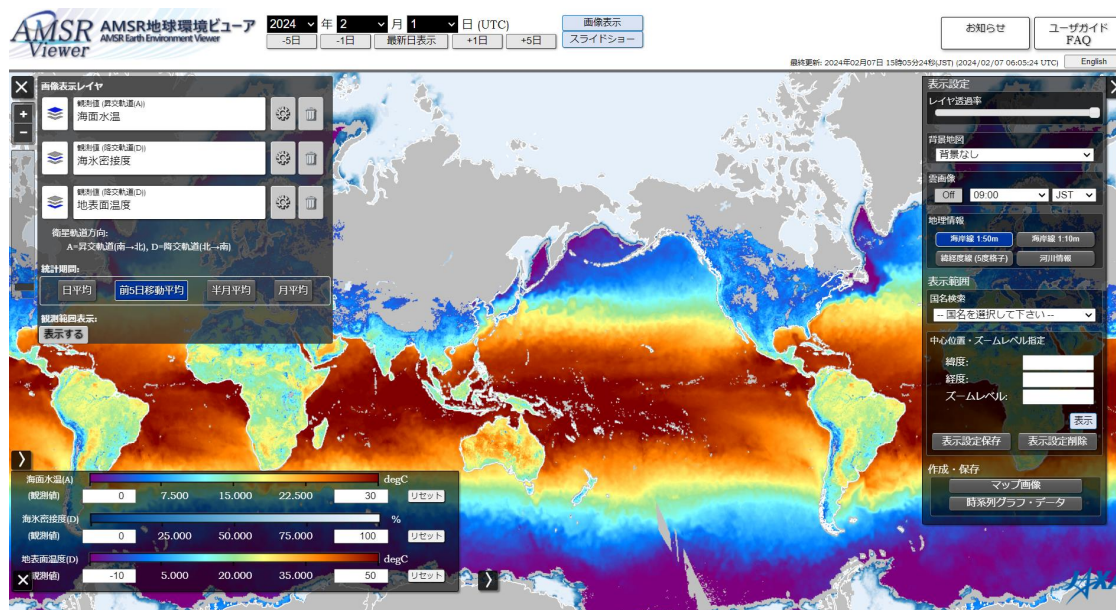 AMSR
Viewer
AMSR地球環境ビューア
AMSR Earth Environment Viewer
2024 年 2 月 1 日 (UTC)
-5日 -1日 最新日表示 +1日 +5日
画像表示
スライドショー
お知らせ
ユーザガイド
FAQ
最終更新: 2024年02月07日 15時05分24秒(JST) (2024/02/07 06:05:24 UTC)
English
画像表示レイヤ
観測値 (昇交軌道(A))
海面水温
観測値 (降交軌道(D))
海氷密接度
観測値 (降交軌道(D))
地表面温度
衛星軌道方向:
A=昇交軌道(南→北), D=降交軌道(北→南)
統計期間:
日平均 前5日移動平均 半月平均 月平均
観測範囲表示:
表示する
海面水温(A) degC
(観測値) 0 7.500 15.000 22.500 30 リセット
海氷密接度(D) %
(観測値) 0 25.000 50.000 75.000 100 リセット
地表面温度(D) degC
観測値) -10 5.000 20.000 35.000 50 リセット
表示設定
レイヤ透過率
背景地図
背景なし
雲画像
Off 09:00 JST
地理情報
海岸線 1:50m 海岸線 1:10m
緯経度線 (5度格子) 河川情報
表示範囲
国名検索
-- 国名を選択して下さい --
中心位置・ズームレベル指定
緯度:
経度:
ズームレベル:
表示
表示設定保存 表示設定削除
作成・保存
マップ画像
時系列グラフ・データ